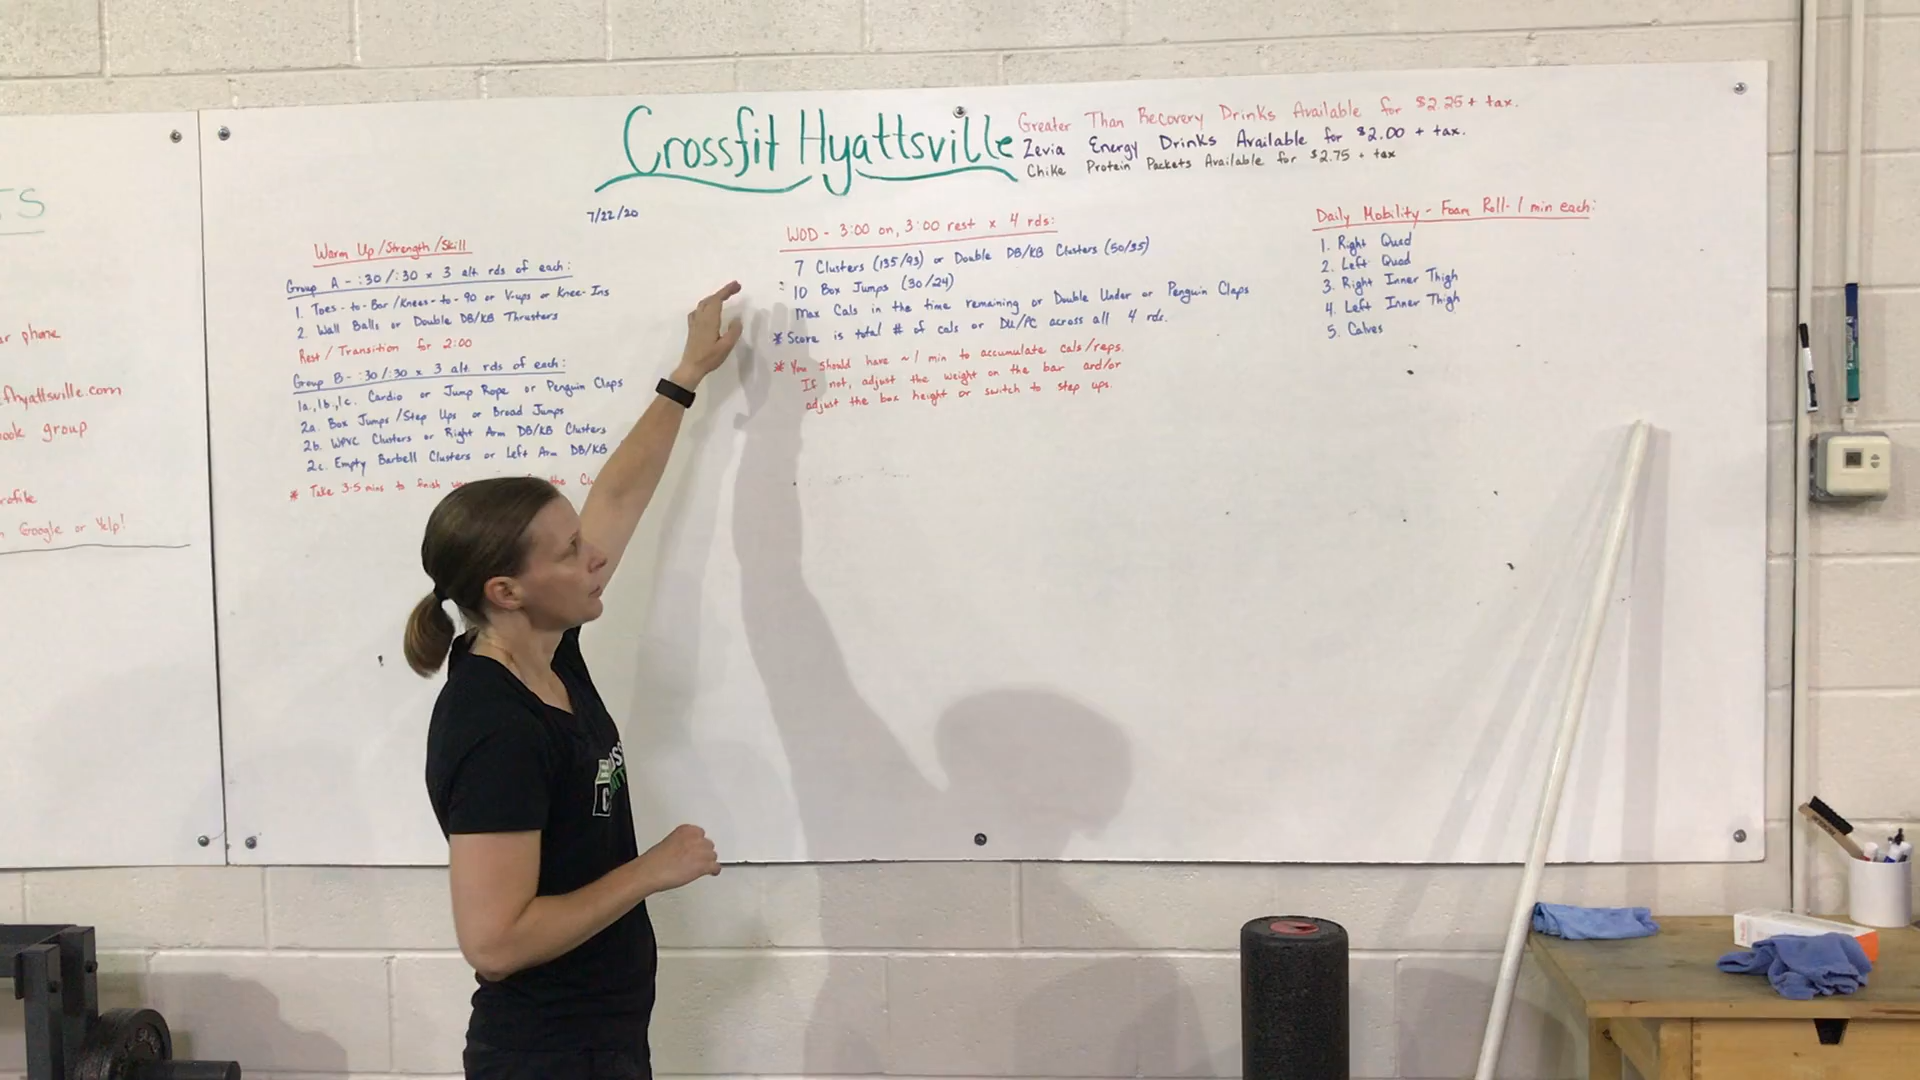 Crossfit Hyattsville
Greater Than Recovery Drinks Available for $2.25 + tax.
Zevia Energy Drinks Available for $2.00 + tax.
Chike Protein Packets Available for $2.75 + tax
7/22/20
Warm Up/Strength/Skill
Group A - :30/:30 x 3 alt. rds of each:
1. Toes-to-Bar/Knees-to-90 or V-ups or Knee-Ins
2. Wall Balls or Double DB/KB Thrusters
Rest / Transition for 2:00
Group B - :30/:30 x 3 alt. rds of each:
1a.,1b.,1c. Cardio or Jump Rope or Penguin Claps
2a. Box Jumps/Step Ups or Broad Jumps
2b. WPVC Clusters or Right Arm DB/KB Clusters
2c. Empty Barbell Clusters or Left Arm DB/KB
* Take 3-5 mins to finish
WOD - 3:00 on, 3:00 rest x 4 rds:
7 Clusters (135/93) or Double DB/KB Clusters (50/35)
10 Box Jumps (30/24)
Max Cals in the time remaining or Double Under or Penguin Claps
* Score is total # of cals or DU/PC across all 4 rds.
* You should have ~1 min to accumulate cals/reps.
If not, adjust the weight on the bar and/or
adjust the box height or switch to step ups.
Daily Mobility - Foam Roll - 1 min each:
1. Right Quad
2. Left Quad
3. Right Inner Thigh
4. Left Inner Thigh
5. Calves
TS
phone
fhyattsville.com
ook group
rofile
Google or Yelp!